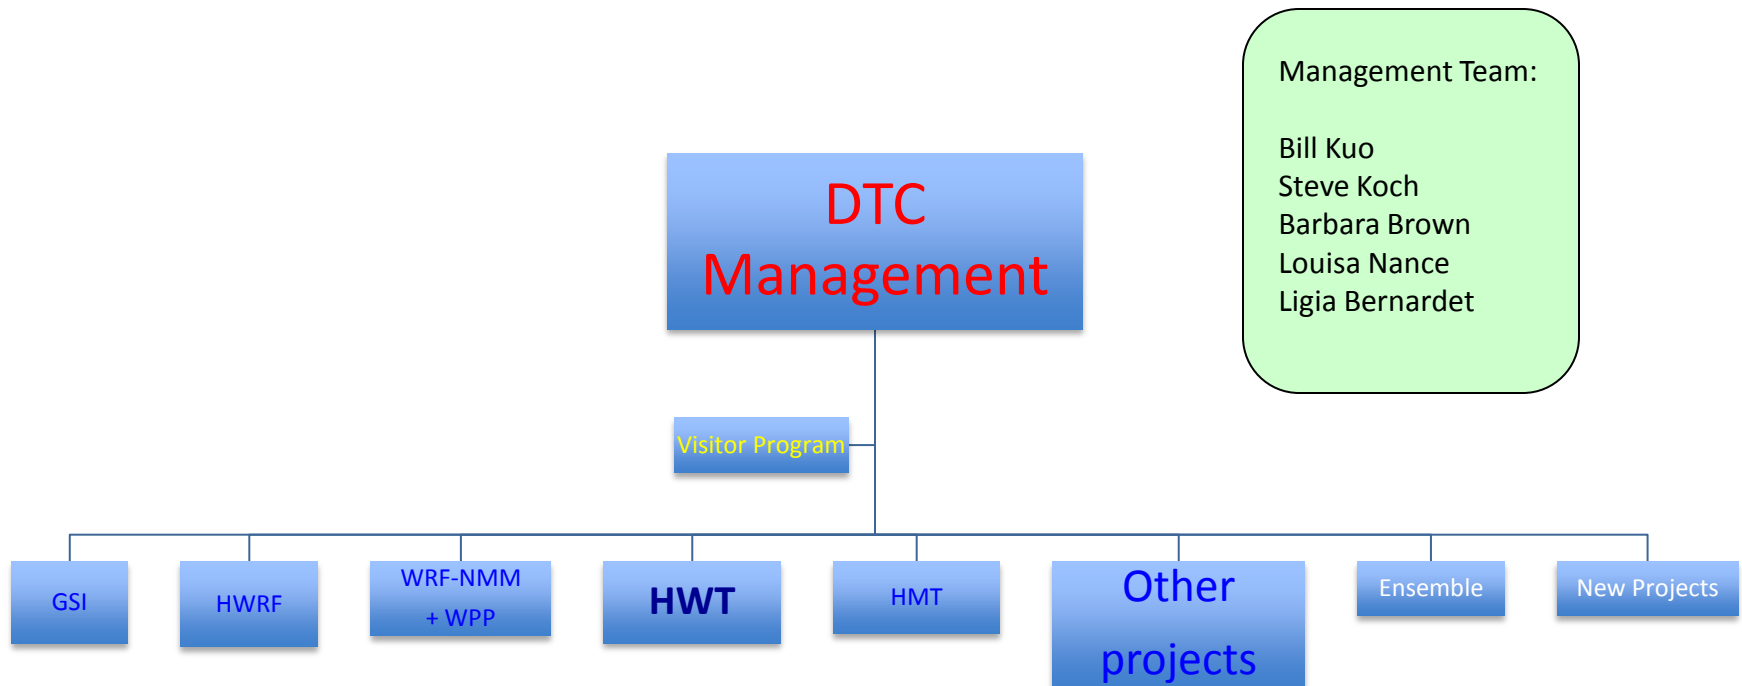 Management Team:
Bill Kuo
Steve Koch
Barbara Brown
Louisa Nance
Ligia Bernardet
DTC
Management
Visitor Program
GSI
HWRF
WRF-NMM
+ WPP
HWT
HMT
Other
projects
Ensemble
New Projects